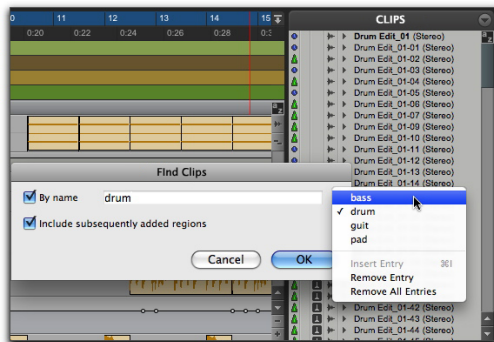 0 11 12 13 14 15
0:20 0:22 0:24 0:26 0:28 0:3
CLIPS
Drum Edit_01 (Stereo)
Drum Edit_01-01 (Stereo)
Drum Edit_01-02 (Stereo)
Drum Edit_01-03 (Stereo)
Drum Edit_01-04 (Stereo)
Drum Edit_01-05 (Stereo)
Drum Edit_01-06 (Stereo)
Drum Edit_01-07 (Stereo)
Drum Edit_01-09 (Stereo)
Drum Edit_01-10 (Stereo)
Drum Edit_01-11 (Stereo)
Drum Edit_01-12 (Stereo)
Drum Edit_01-13 (Stereo)
Drum Edit_01-14 (Stereo)
FInd Clips
By name drum
Include subsequently added regions
Cancel OK
bass
✓ drum
guit
pad
Insert Entry ⌘I
Remove Entry
Remove All Entries
Drum Edit_01-42 (Stereo)
Drum Edit_01-43 (Stereo)
Drum Edit_01-44 (Stereo)